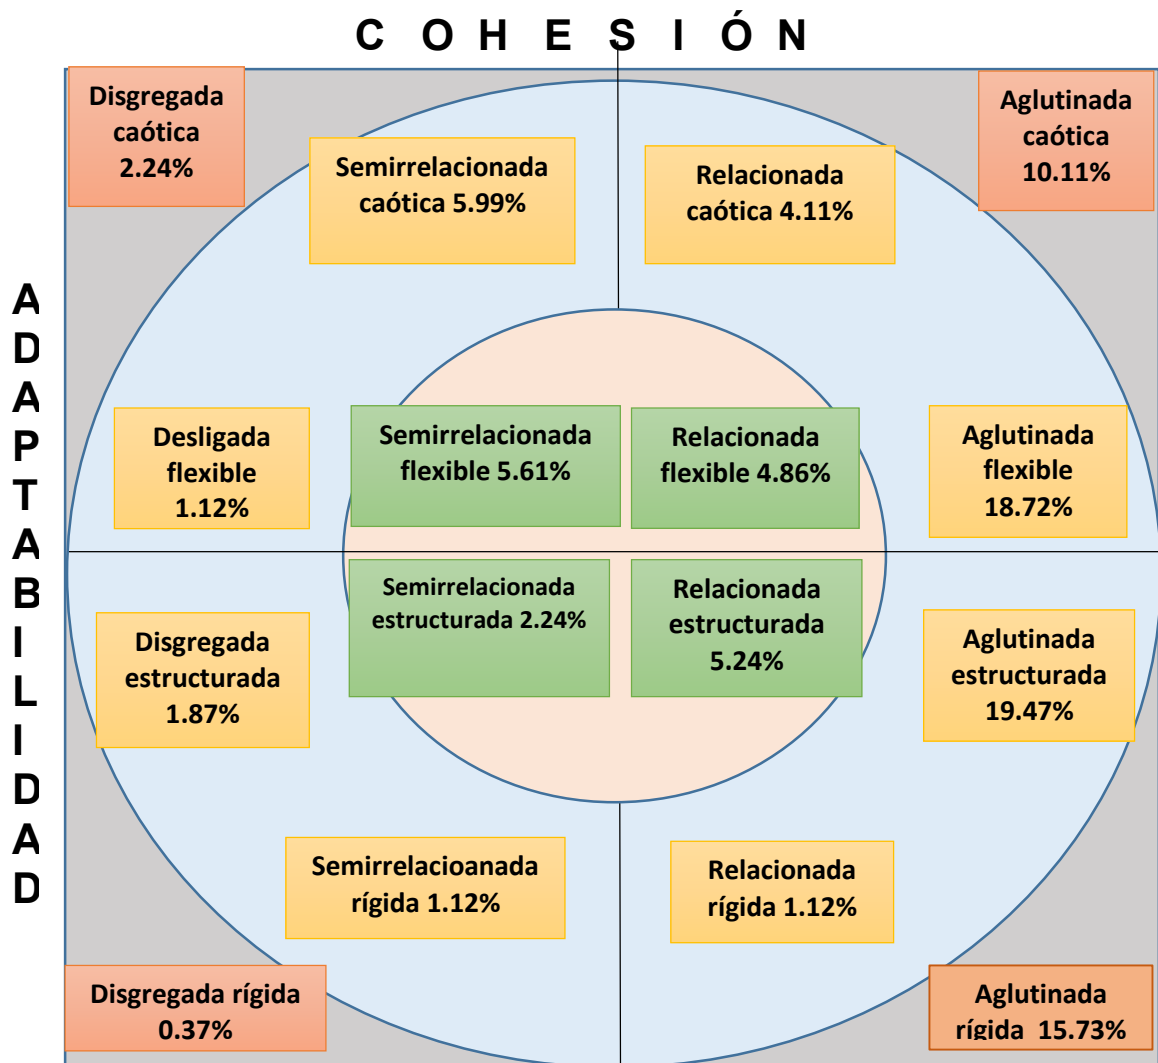 C O H E S I Ó N
Disgregada
caótica
2.24%
Semirrelacionada
caótica 5.99%
Relacionada
caótica 4.11%
Aglutinada
caótica
10.11%
ADAPTABILIDAD
Desligada
flexible
1.12%
Semirrelacionada
flexible 5.61%
Relacionada
flexible 4.86%
Aglutinada
flexible
18.72%
Disgregada
estructurada
1.87%
Semirrelacionada
estructurada 2.24%
Relacionada
estructurada
5.24%
Aglutinada
estructurada
19.47%
Semirrelacioanada
rígida 1.12%
Relacionada
rígida 1.12%
Disgregada rígida
0.37%
Aglutinada
rígida 15.73%